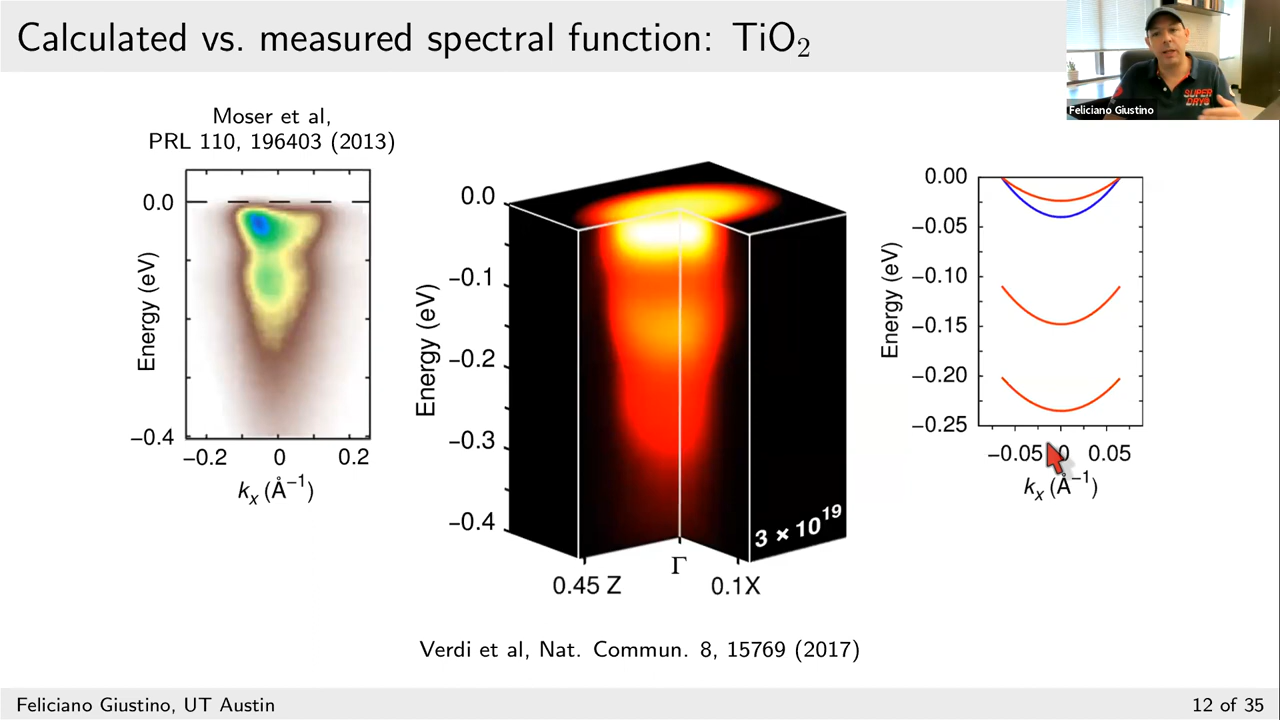 Calculated vs. measured spectral function: TiO₂
SUPER
DRY
Feliciano Giustino
Moser et al,
PRL 110, 196403 (2013)
0.0
−0.4
Energy (eV)
−0.2 0 0.2
kₓ (Å⁻¹)
0.0
−0.1
−0.2
−0.3
−0.4
Energy (eV)
3 × 10¹⁹
0.45 Z Γ 0.1X
0.00
−0.05
−0.10
−0.15
−0.20
−0.25
Energy (eV)
−0.05 0 0.05
kₓ (Å⁻¹)
Verdi et al, Nat. Commun. 8, 15769 (2017)
Feliciano Giustino, UT Austin
12 of 35